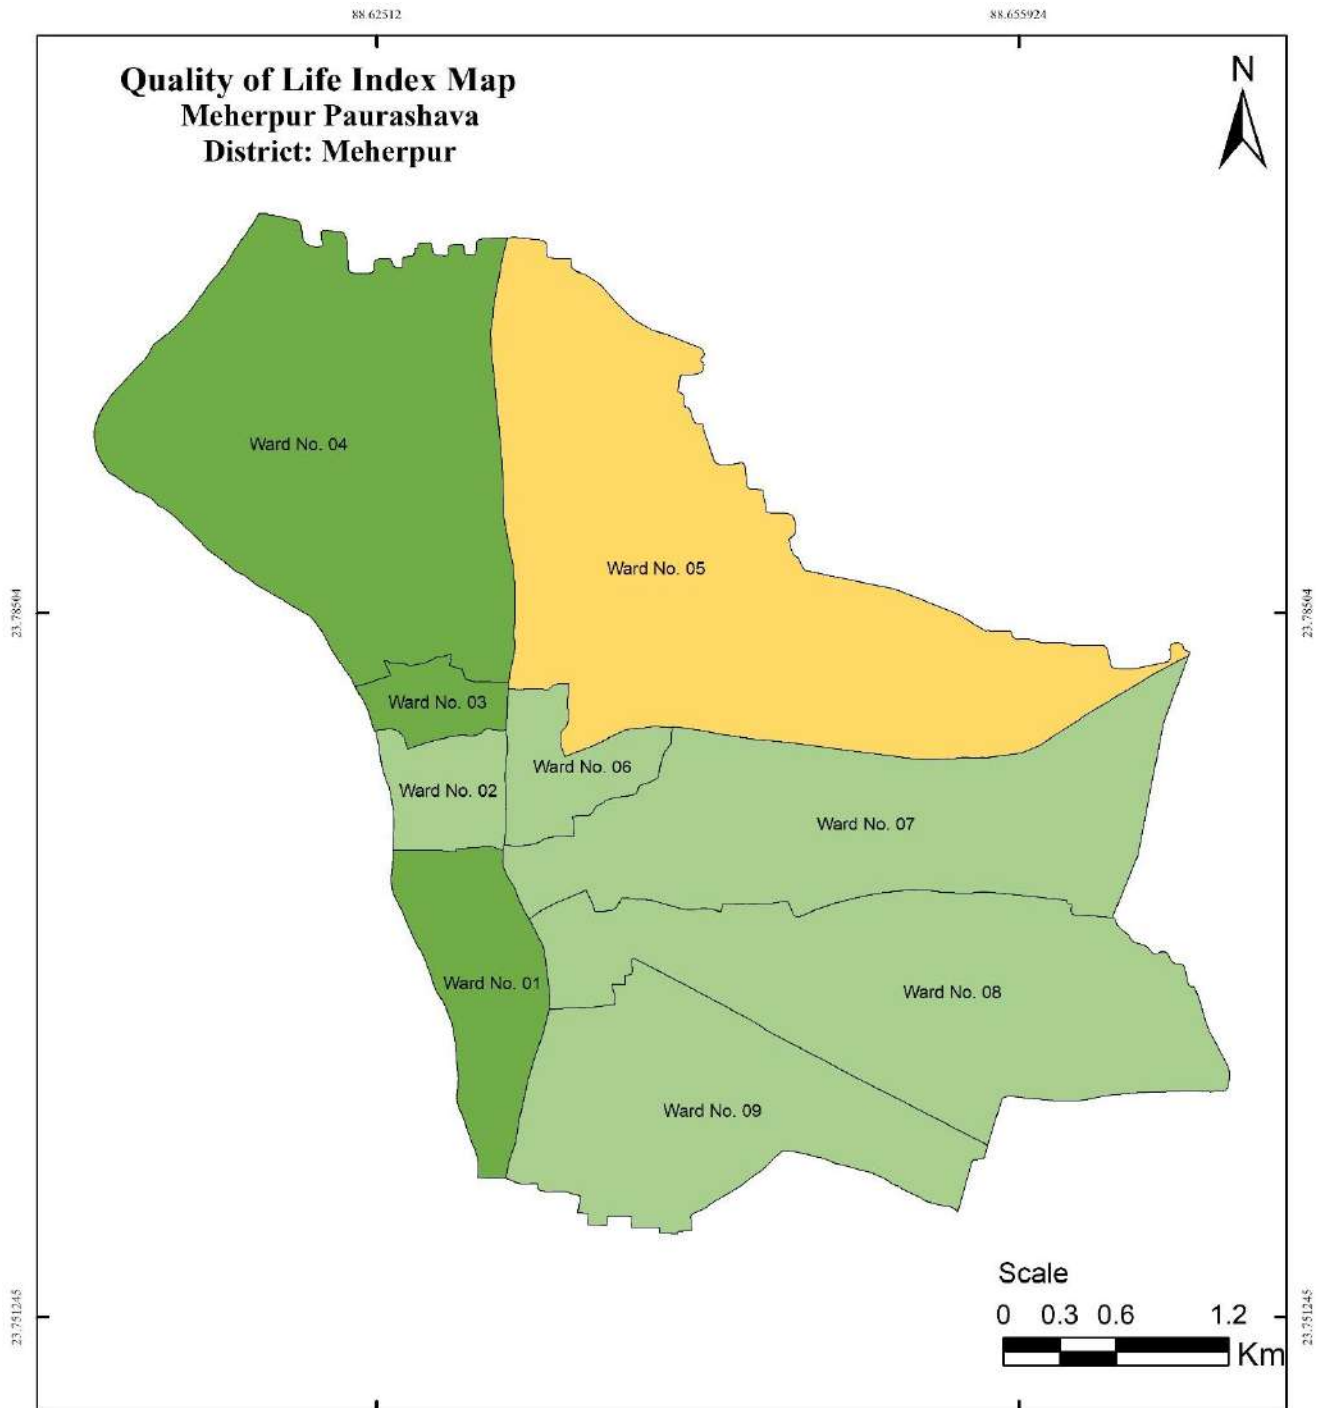 88.62512
88.655924
Quality of Life Index Map
Meherpur Paurashava
District: Meherpur
N
Ward No. 04
Ward No. 05
23.78504
23.78504
Ward No. 03
Ward No. 06
Ward No. 02
Ward No. 07
Ward No. 01
Ward No. 08
Ward No. 09
Scale
0 0.3 0.6 1.2
Km
23.751245
23.751245